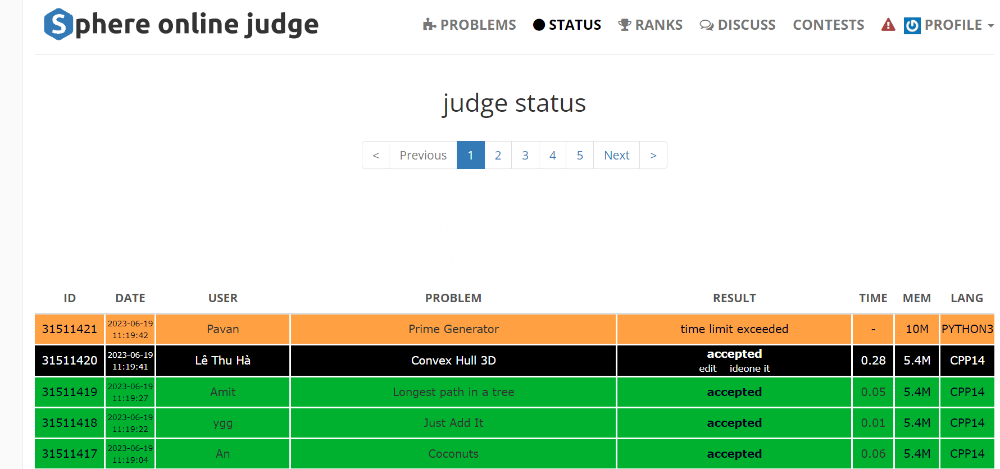 Sphere online judge PROBLEMS STATUS RANKS DISCUSS CONTESTS PROFILE
judge status
< Previous 1 2 3 4 5 Next >
ID DATE USER PROBLEM RESULT TIME MEM LANG
31511421 2023-06-19 11:19:42 Pavan Prime Generator time limit exceeded - 10M PYTHON3
31511420 2023-06-19 11:19:41 Lê Thu Hà Convex Hull 3D accepted edit ideone it 0.28 5.4M CPP14
31511419 2023-06-19 11:19:27 Amit Longest path in a tree accepted 0.05 5.4M CPP14
31511418 2023-06-19 11:19:22 ygg Just Add It accepted 0.01 5.4M CPP14
31511417 2023-06-19 11:19:04 An Coconuts accepted 0.06 5.4M CPP14